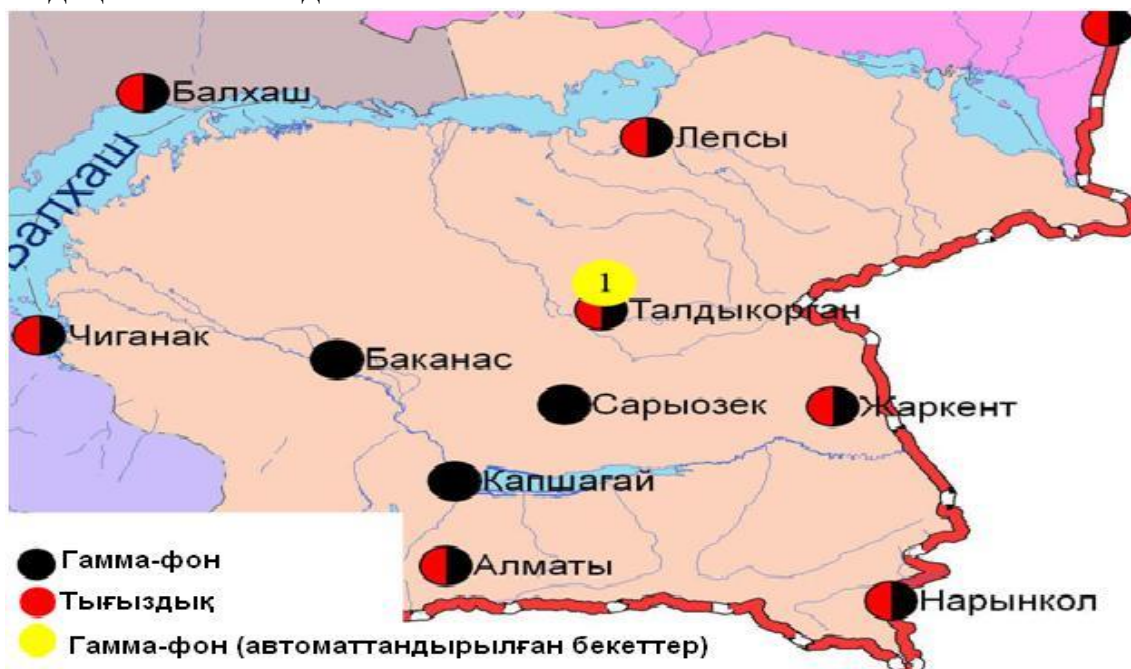 Балхаш
Лепсы
Балхаш
1
Талдыкорган
Чиганак
Баканас
Сарыозек
Жаркент
Капшагай
Алматы
Нарынкол
Гамма-фон
Тығыздық
Гамма-фон (автоматтандырылған бекеттер)